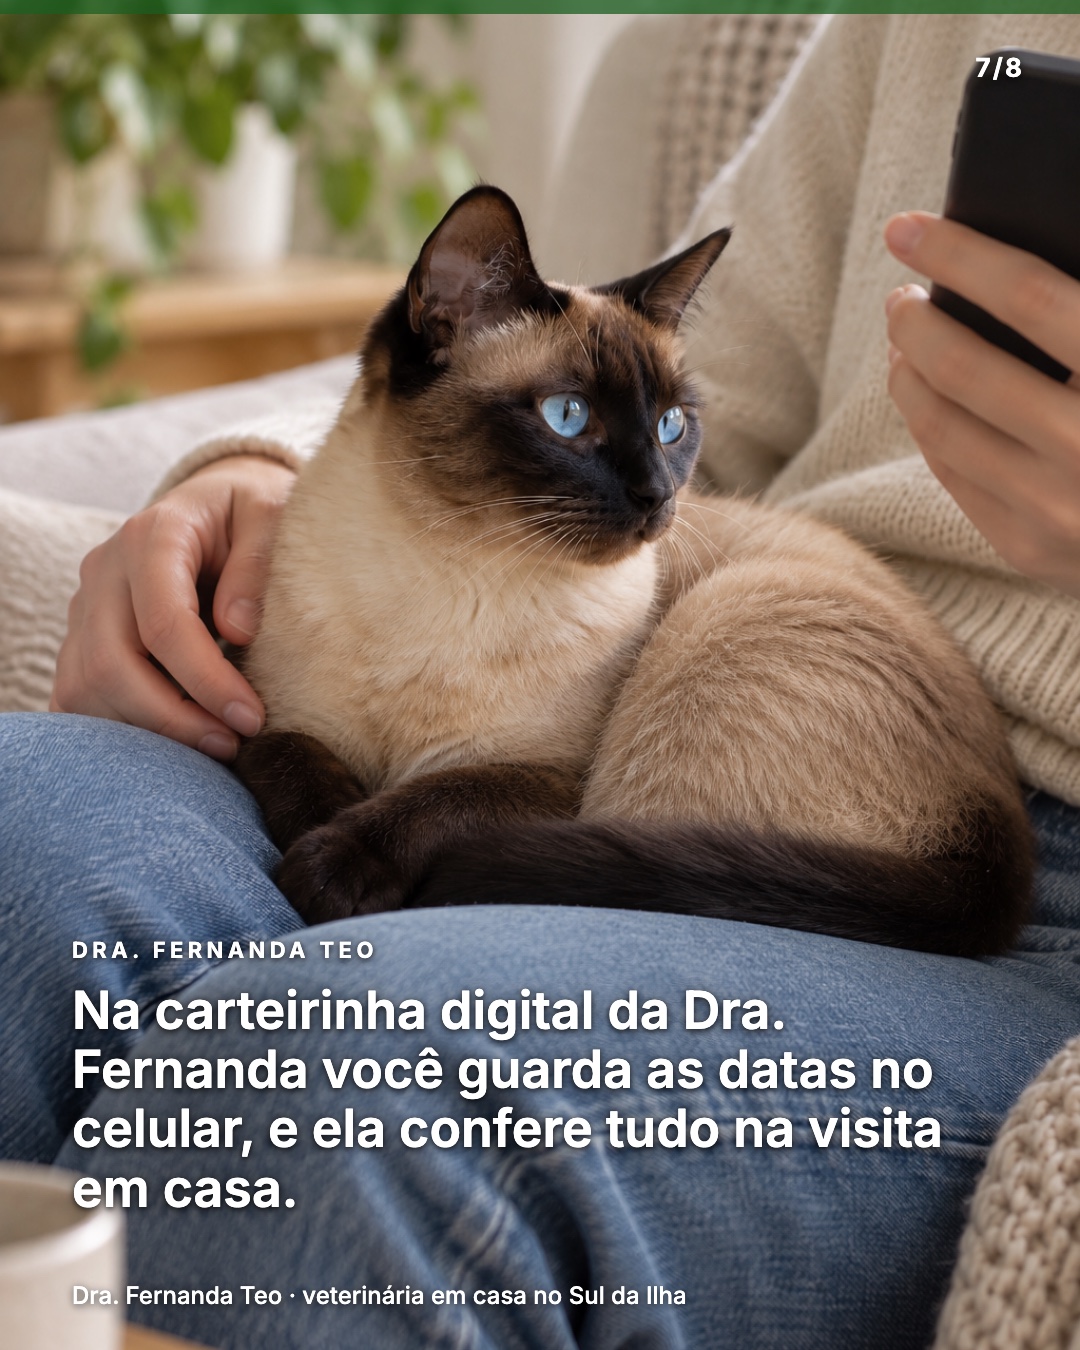 7/8
DRA. FERNANDA TEO
Na carteirinha digital da Dra.
Fernanda você guarda as datas no
celular, e ela confere tudo na visita
em casa.
Dra. Fernanda Teo · veterinária em casa no Sul da Ilha